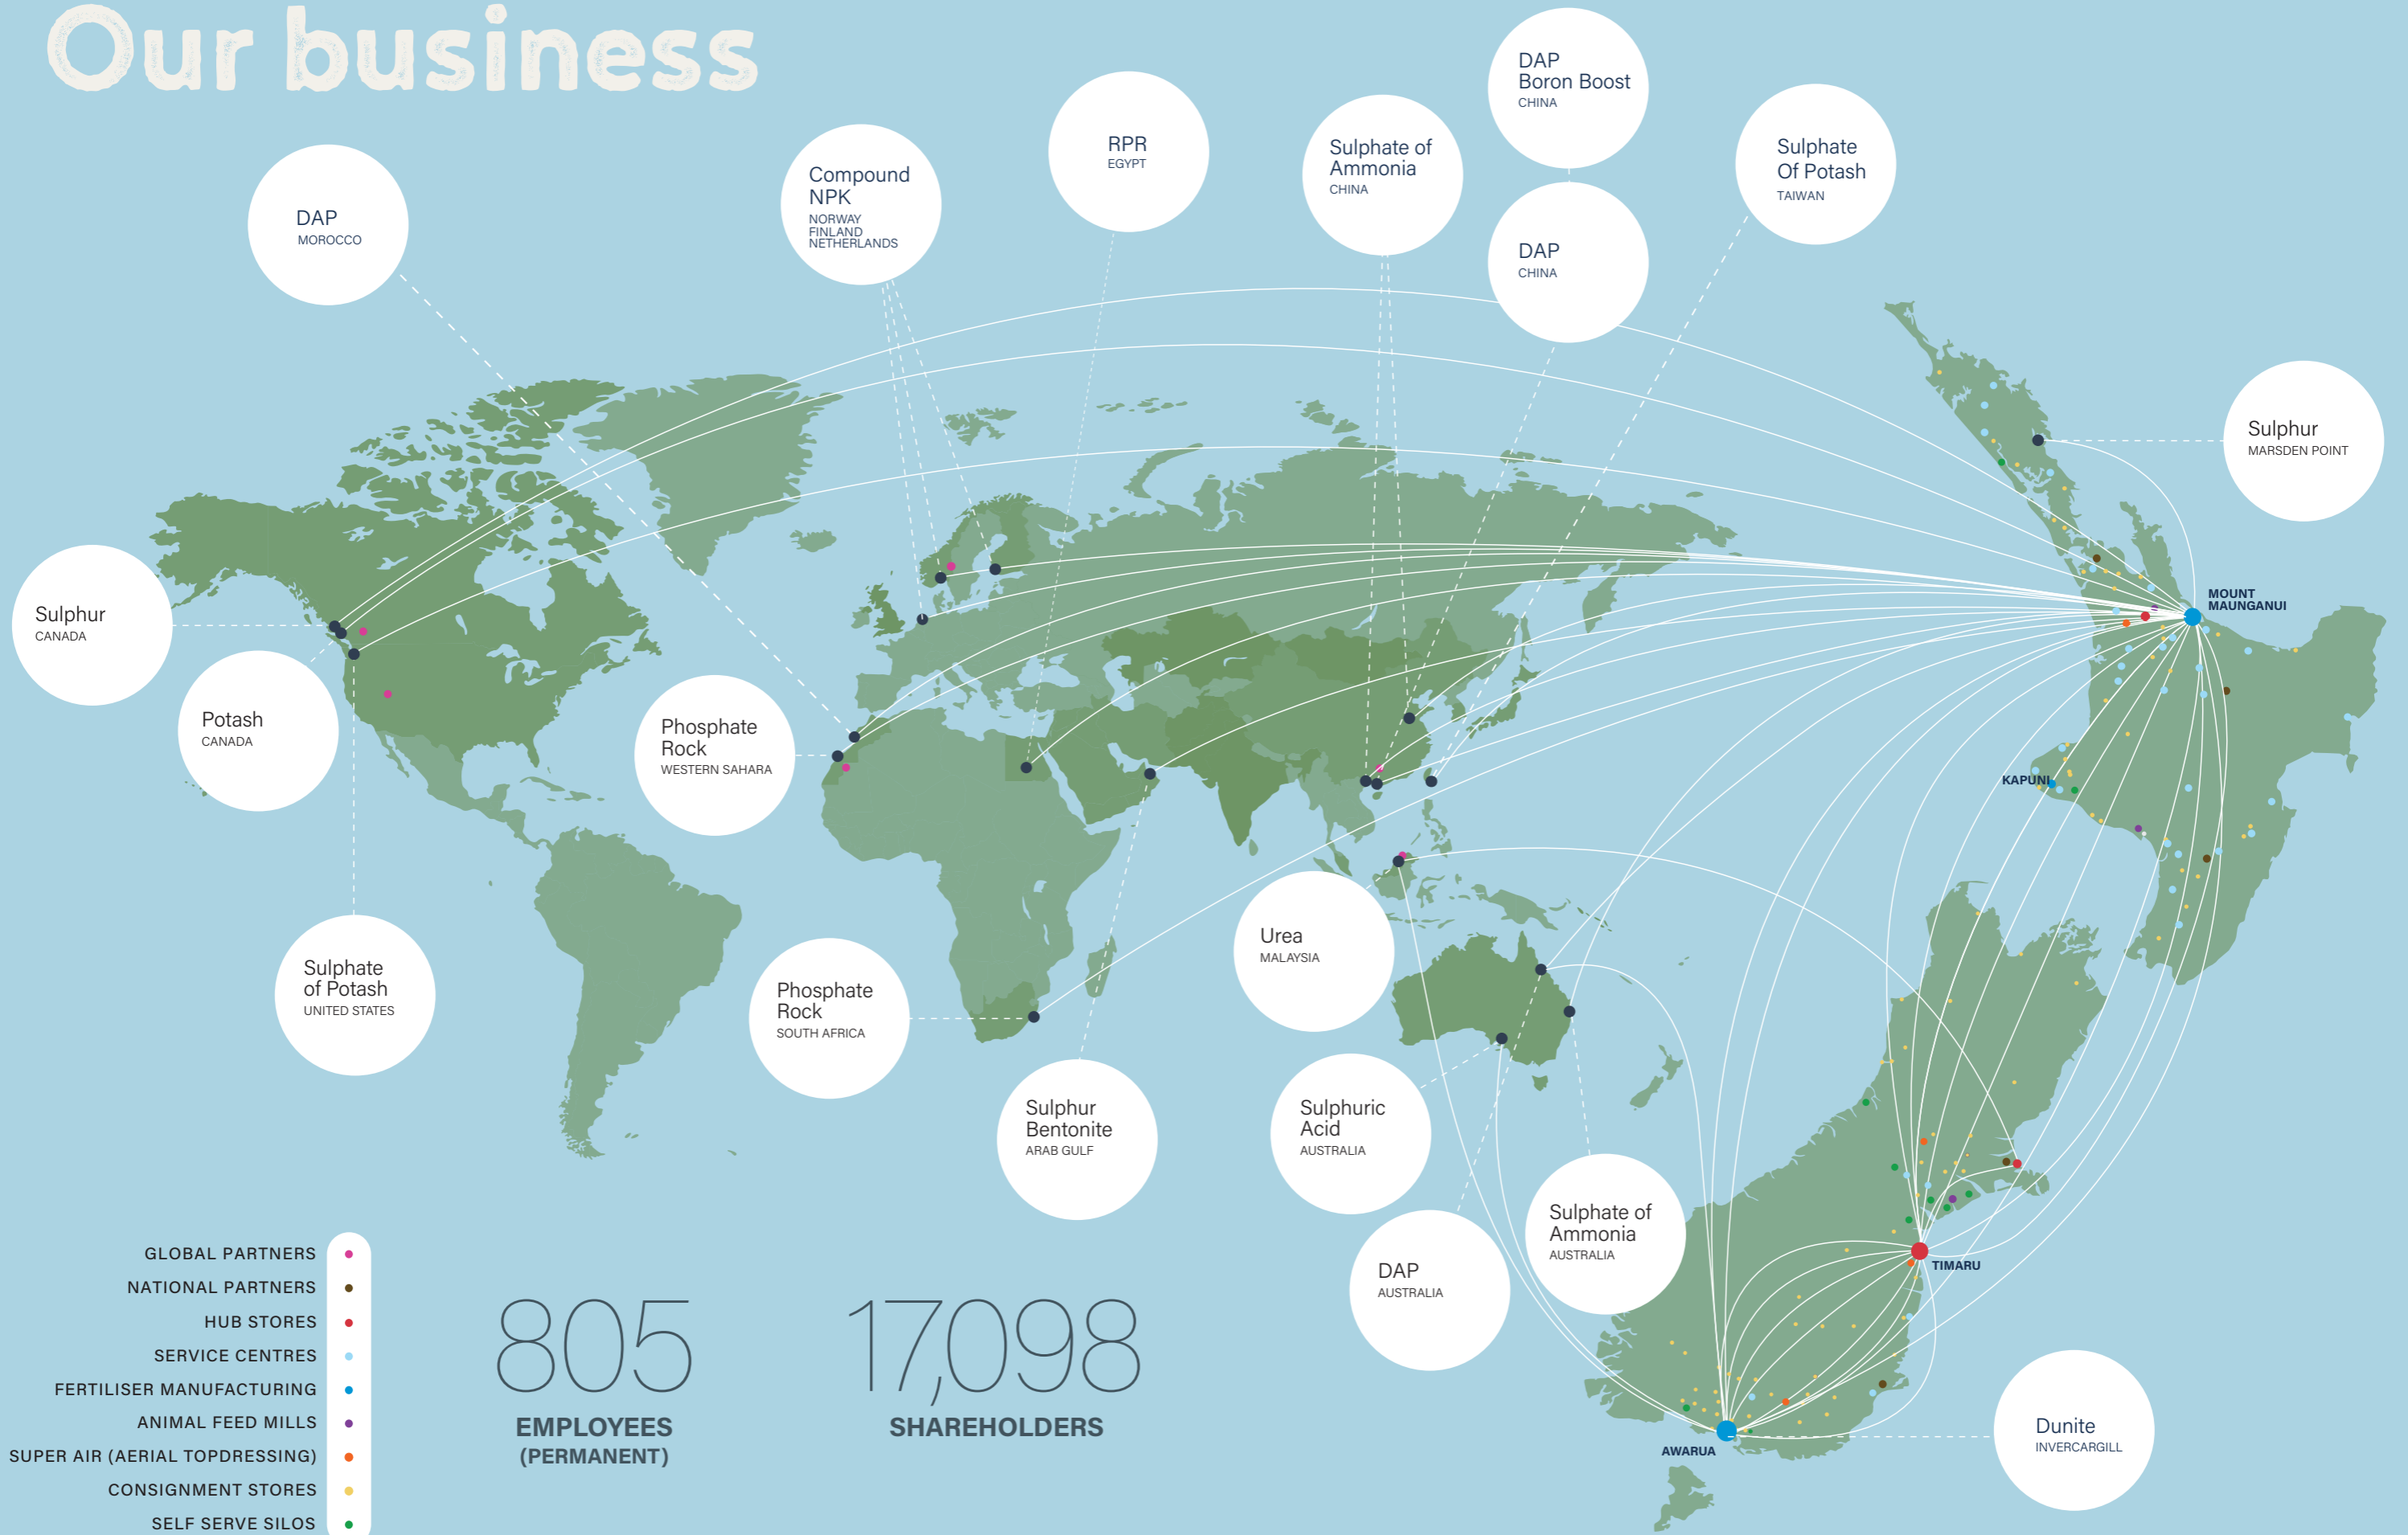 Our business
DAP
MOROCCO
Compound
NPK
NORWAY
FINLAND
NETHERLANDS
RPR
EGYPT
Sulphate of
Ammonia
CHINA
DAP
Boron Boost
CHINA
DAP
CHINA
Sulphate
Of Potash
TAIWAN
Sulphur
MARSDEN POINT
Sulphur
CANADA
Potash
CANADA
Sulphate
of Potash
UNITED STATES
Phosphate
Rock
WESTERN SAHARA
Phosphate
Rock
SOUTH AFRICA
Sulphur
Bentonite
ARAB GULF
Urea
MALAYSIA
Sulphuric
Acid
AUSTRALIA
DAP
AUSTRALIA
Sulphate of
Ammonia
AUSTRALIA
MOUNT
MAUNGANUI
KAPUNI
TIMARU
AWARUA
Dunite
INVERCARGILL
GLOBAL PARTNERS
NATIONAL PARTNERS
HUB STORES
SERVICE CENTRES
FERTILISER MANUFACTURING
ANIMAL FEED MILLS
SUPER AIR (AERIAL TOPDRESSING)
CONSIGNMENT STORES
SELF SERVE SILOS
805
EMPLOYEES
(PERMANENT)
17,098
SHAREHOLDERS